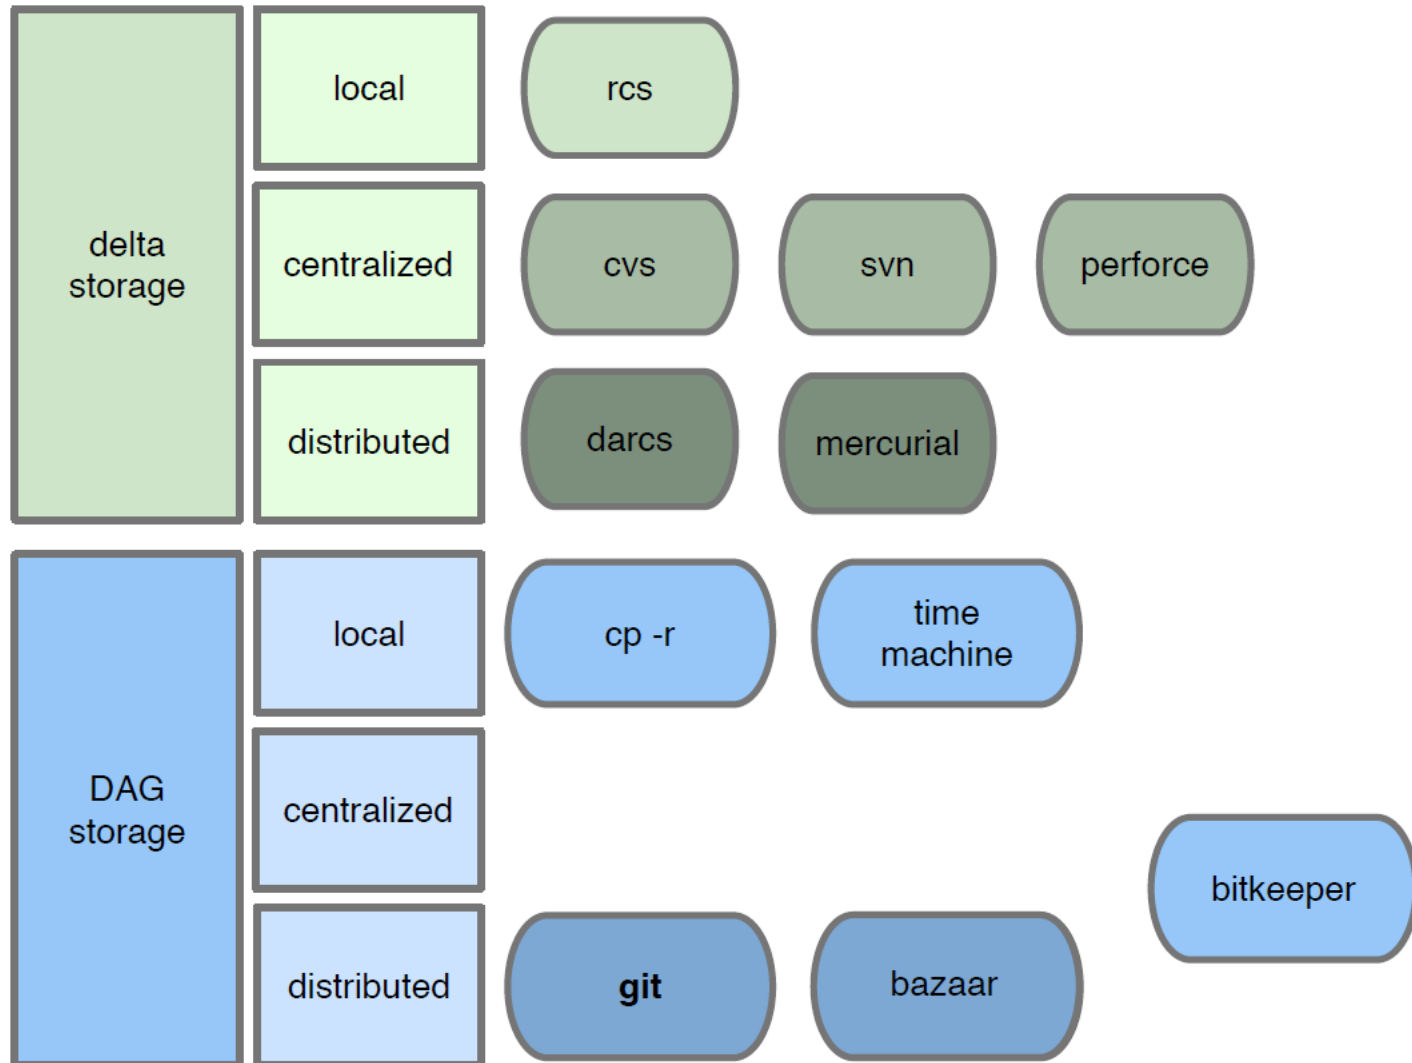 local
rcs
delta
storage
centralized
cvs
svn
perforce
distributed
darcs
mercurial
local
cp -r
time
machine
DAG
storage
centralized
bitkeeper
distributed
git
bazaar